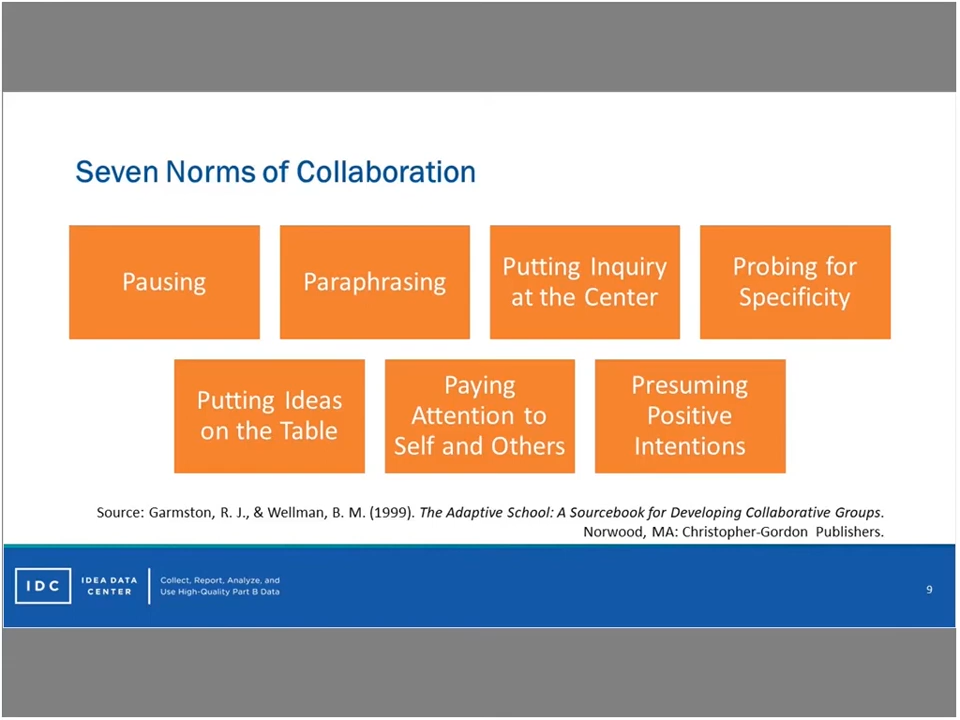 Seven Norms of Collaboration
Pausing
Paraphrasing
Putting Inquiry
at the Center
Probing for
Specificity
Putting Ideas
on the Table
Paying
Attention to
Self and Others
Presuming
Positive
Intentions
Source: Garmston, R. J., & Wellman, B. M. (1999). The Adaptive School: A Sourcebook for Developing Collaborative Groups.
Norwood, MA: Christopher-Gordon Publishers.
IDC
IDEA DATA
CENTER
Collect, Report, Analyze, and
Use High-Quality Part B Data
9